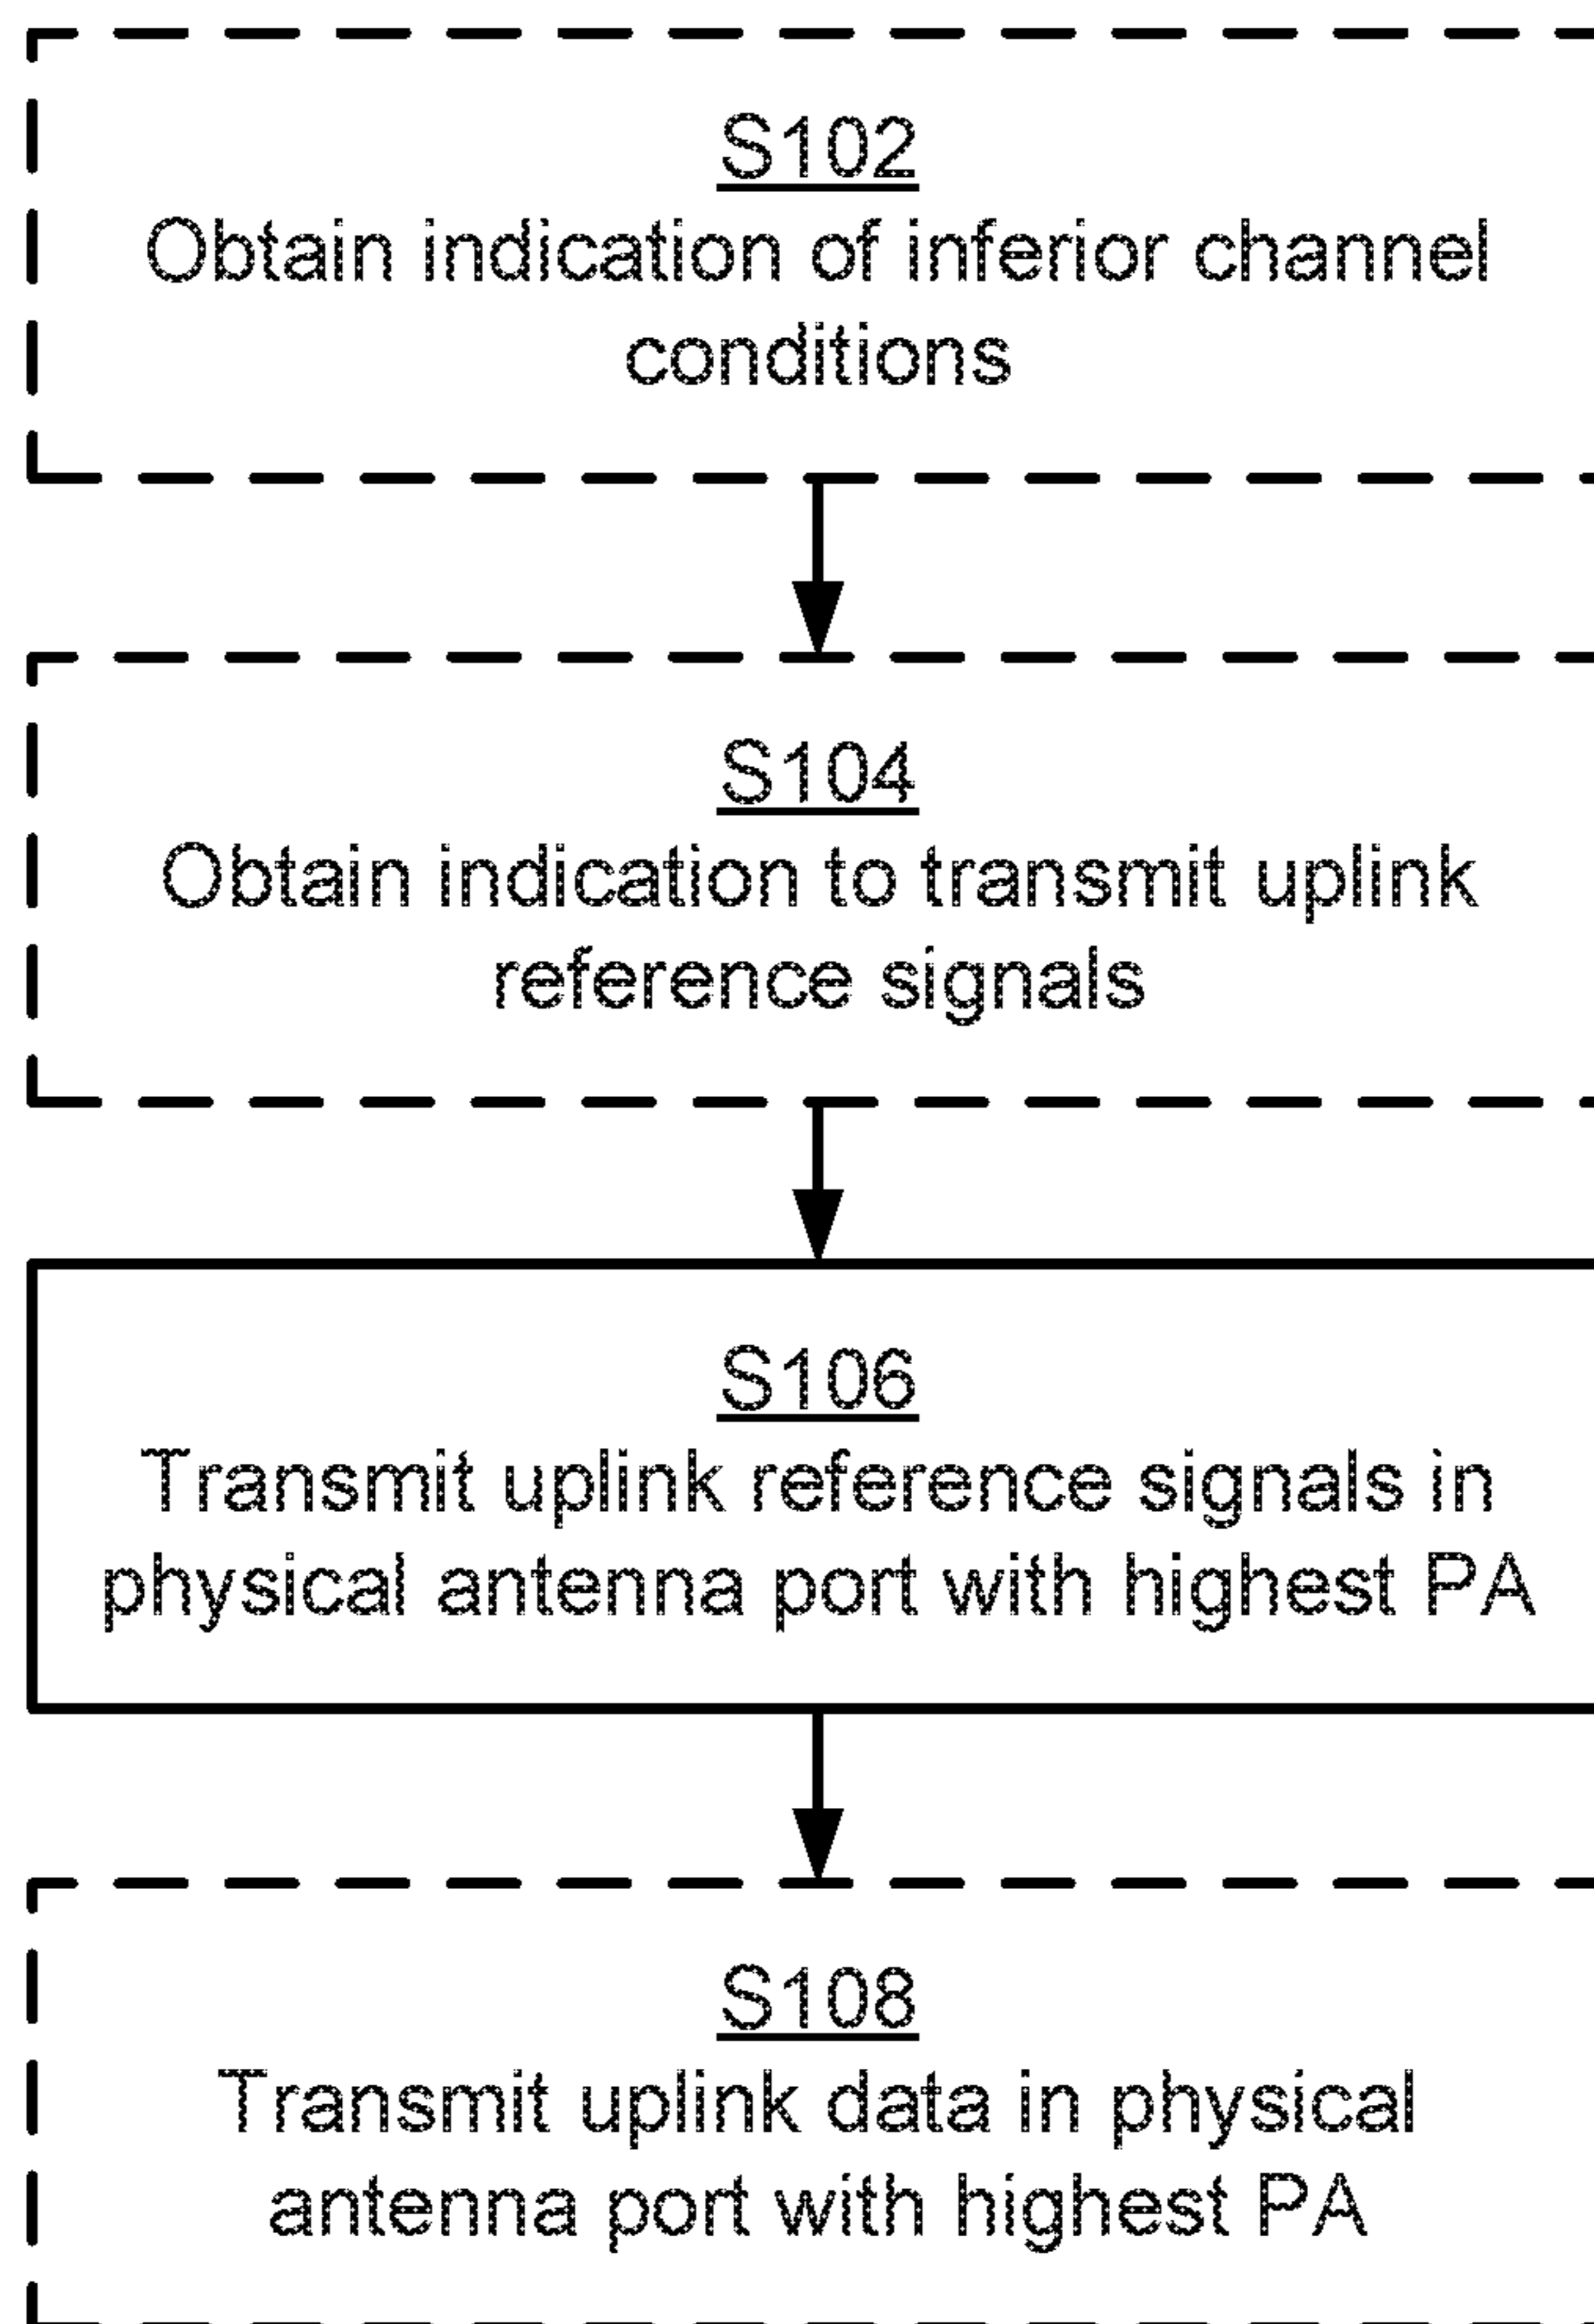 S102
Obtain indication of inferior channel
conditions
S104
Obtain indication to transmit uplink
reference signals
S106
Transmit uplink reference signals in
physical antenna port with highest PA
S108
Transmit uplink data in physical
antenna port with highest PA